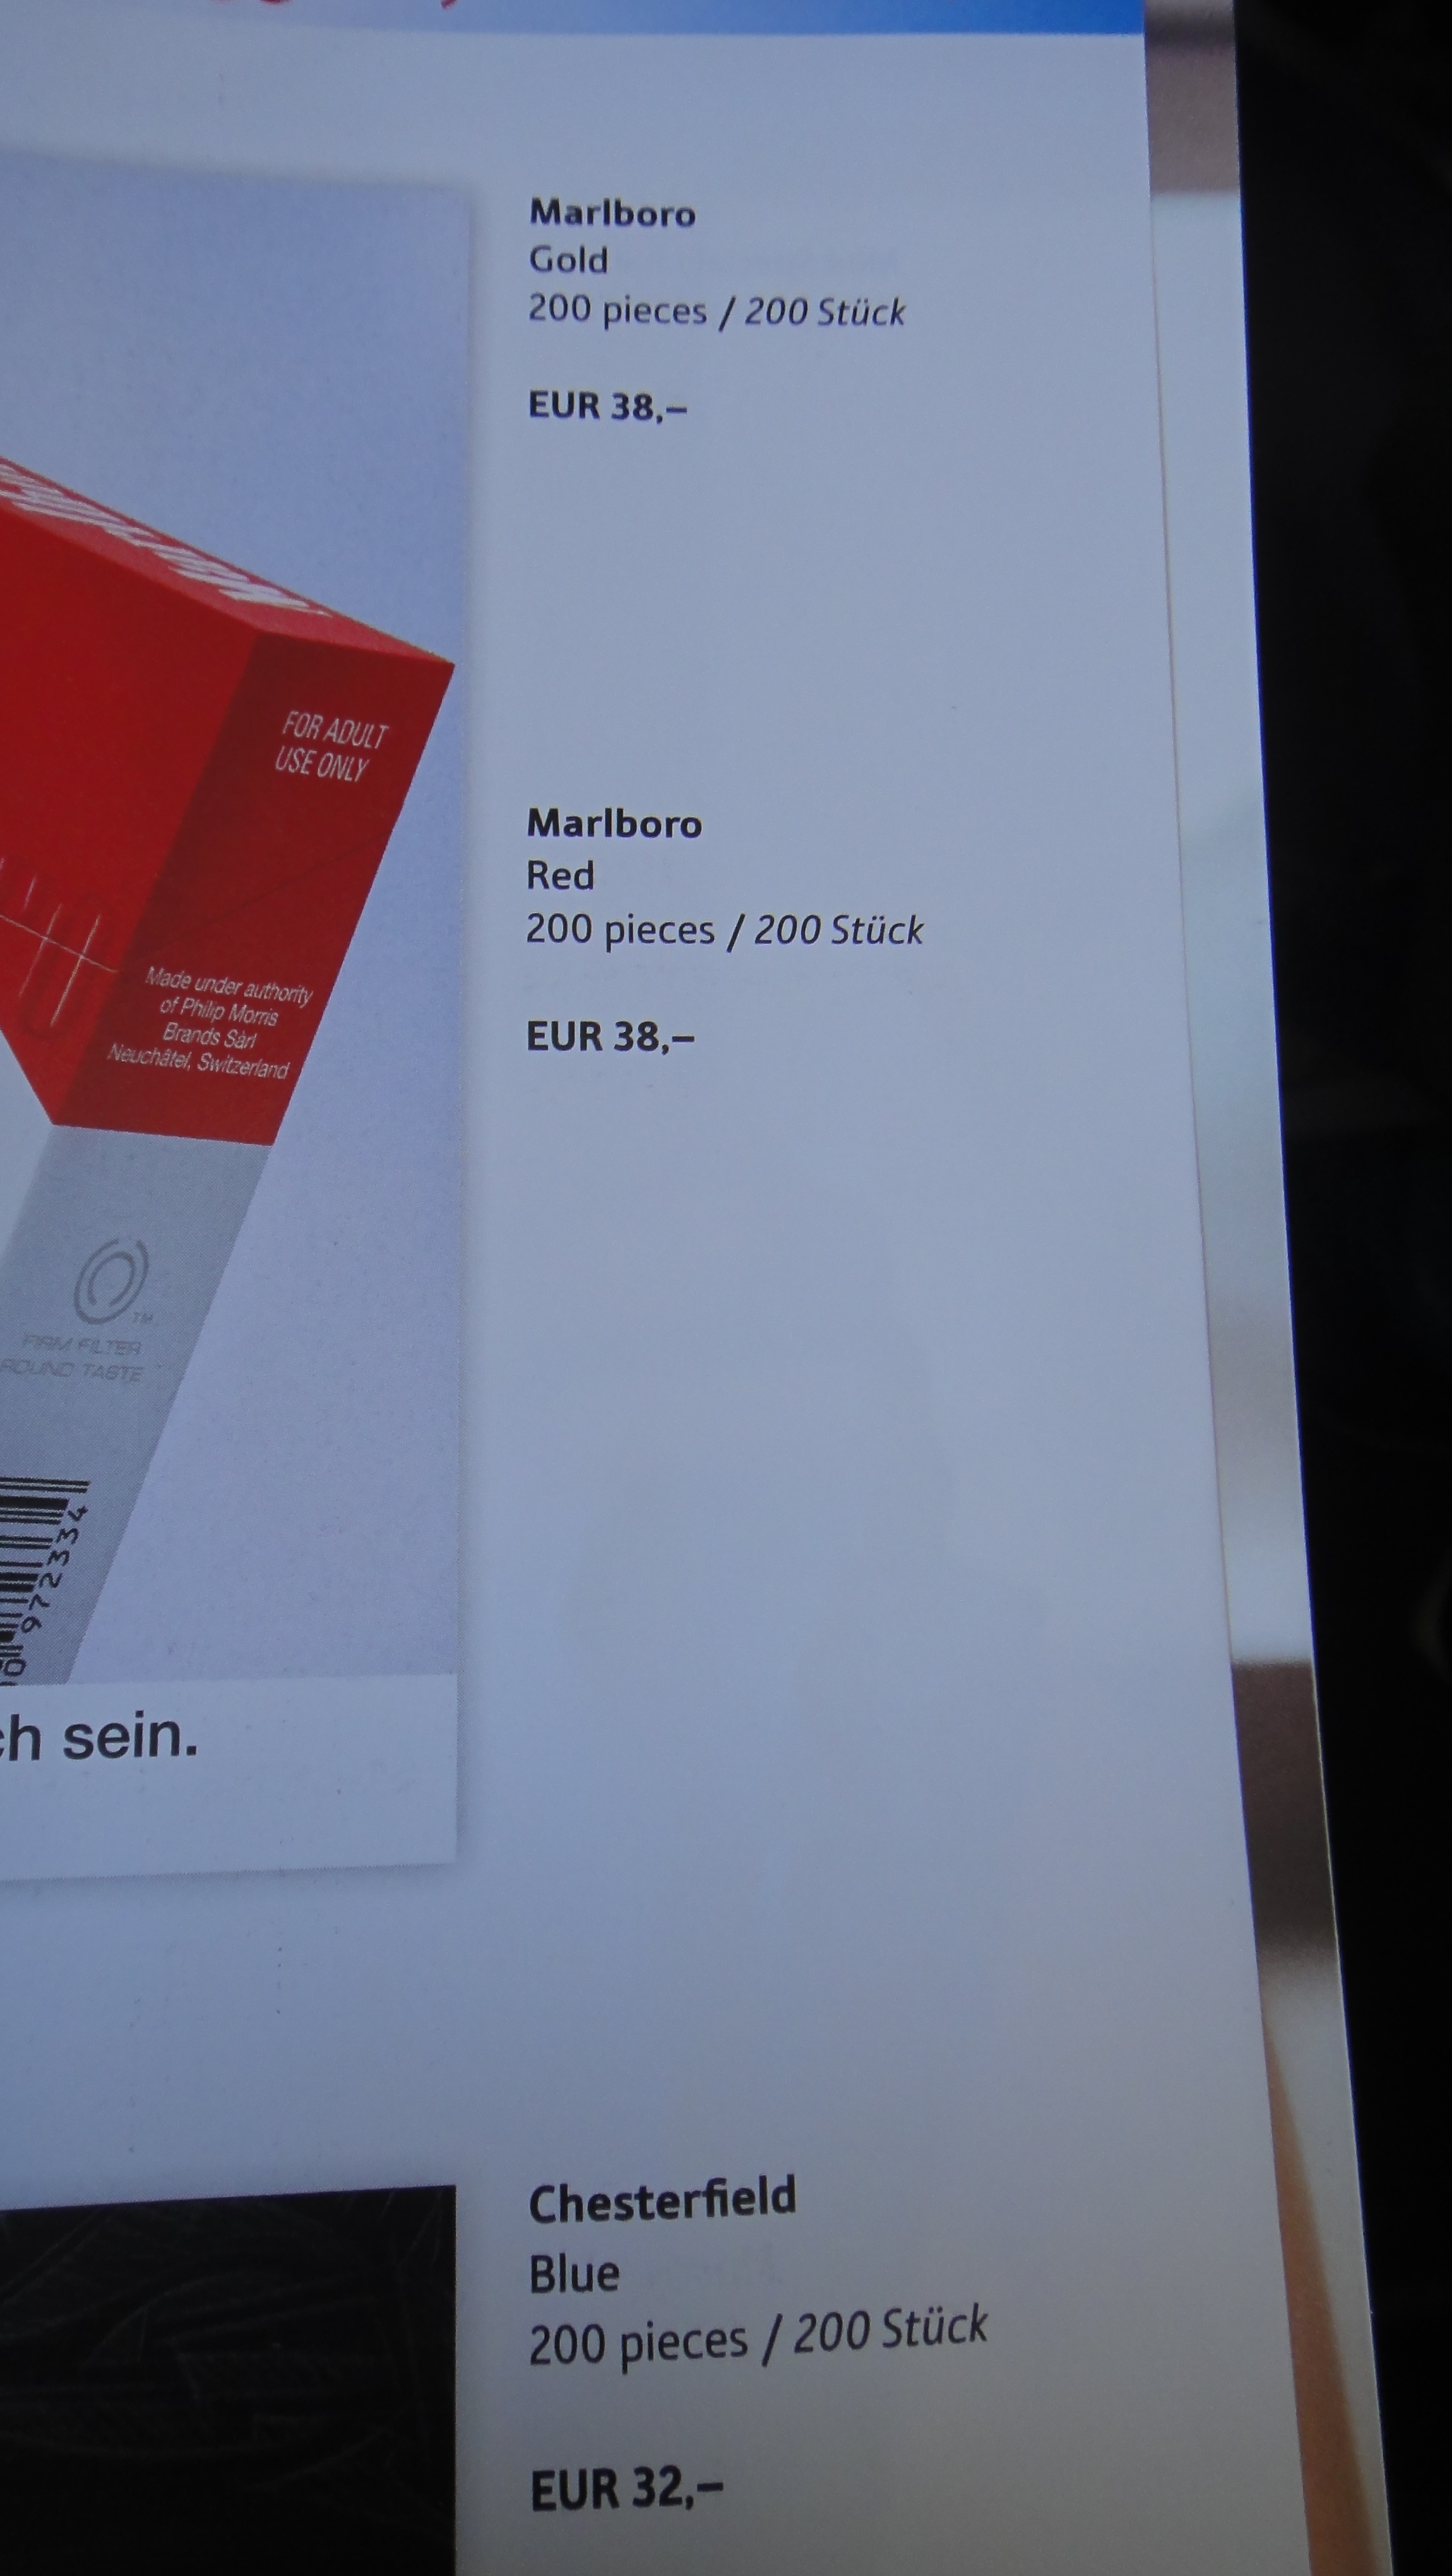 Marlboro
Gold
200 pieces / 200 Stück
EUR 38,–
FOR ADULT
USE ONLY
Marlboro
Red
200 pieces / 200 Stück
EUR 38,–
Made under authority
of Philip Morris
Brands Sàrl
Neuchâtel, Switzerland
FIRM FILTER
ROUND TASTE
972334
sein.
Chesterfield
Blue
200 pieces / 200 Stück
EUR 32,–